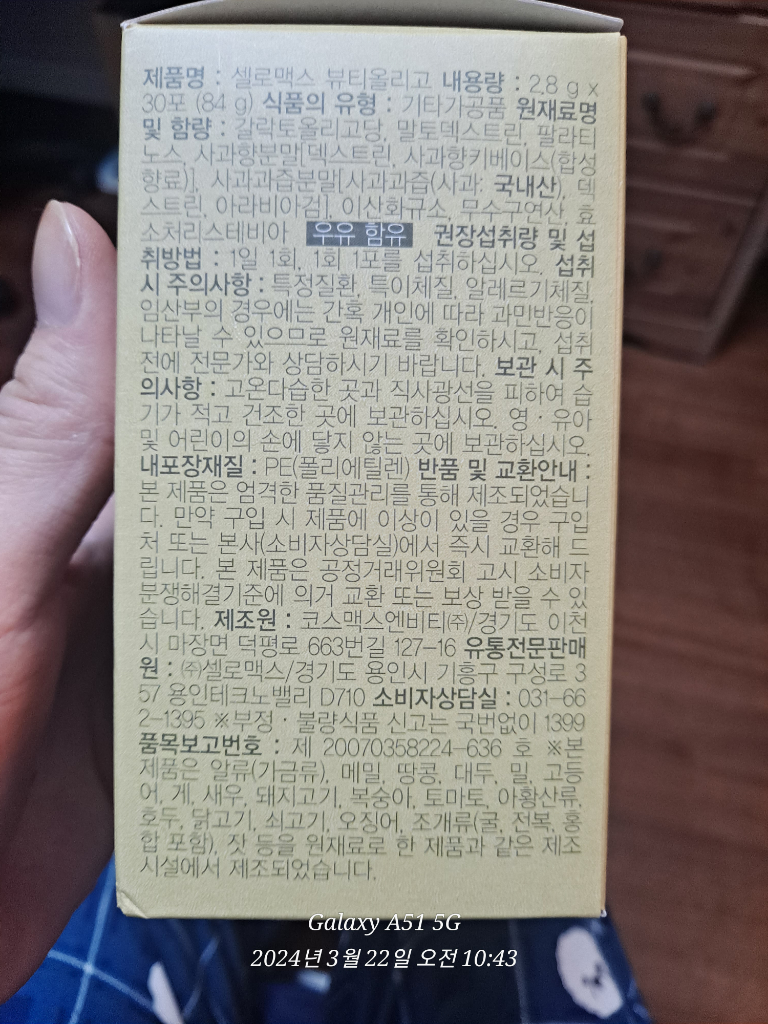 제품명 : 셀로맥스 뷰티올리고 내용량 : 2.8 g x
30포 (84 g) 식품의 유형 : 기타가공품 원재료명
및 함량 : 갈락토올리고당, 말토덱스트린, 팔라티
노스, 사과향분말[덱스트린, 사과향키베이스(합성
향료)], 사과과즙분말[사과과즙(사과: 국내산), 덱
스트린, 아라비아검], 이산화규소, 무수구연산, 효
소처리스테비아 우유 함유 권장섭취량 및 섭
취방법 : 1일 1회, 1회 1포를 섭취하십시오. 섭취
시 주의사항 : 특정질환, 특이체질, 알레르기체질,
임산부의 경우에는 간혹 개인에 따라 과민반응이
나타날 수 있으므로 원재료를 확인하시고, 섭취
전에 전문가와 상담하시기 바랍니다. 보관 시 주
의사항 : 고온다습한 곳과 직사광선을 피하여 습
기가 적고 건조한 곳에 보관하십시오. 영 · 유아
및 어린이의 손에 닿지 않는 곳에 보관하십시오.
내포장재질 : PE(폴리에틸렌) 반품 및 교환안내 :
본 제품은 엄격한 품질관리를 통해 제조되었습니
다. 만약 구입 시 제품에 이상이 있을 경우 구입
처 또는 본사(소비자상담실)에서 즉시 교환해 드
립니다. 본 제품은 공정거래위원회 고시 소비자
분쟁해결기준에 의거 교환 또는 보상 받을 수 있
습니다. 제조원 : 코스맥스엔비티㈜/경기도 이천
시 마장면 덕평로 663번길 127-16 유통전문판매
원 : ㈜셀로맥스/경기도 용인시 기흥구 구성로 3
57 용인테크노밸리 D710 소비자상담실 : 031-66
2-1395 ※부정 · 불량식품 신고는 국번없이 1399
품목보고번호 : 제 20070358224-636 호 ※본
제품은 알류(가금류), 메밀, 땅콩, 대두, 밀, 고등
어, 게, 새우, 돼지고기, 복숭아, 토마토, 아황산류,
호두, 닭고기, 쇠고기, 오징어, 조개류(굴, 전복, 홍
합 포함), 잣 등을 원재료로 한 제품과 같은 제조
시설에서 제조되었습니다.
Galaxy A51 5G
2024년 3월 22일 오전 10:43